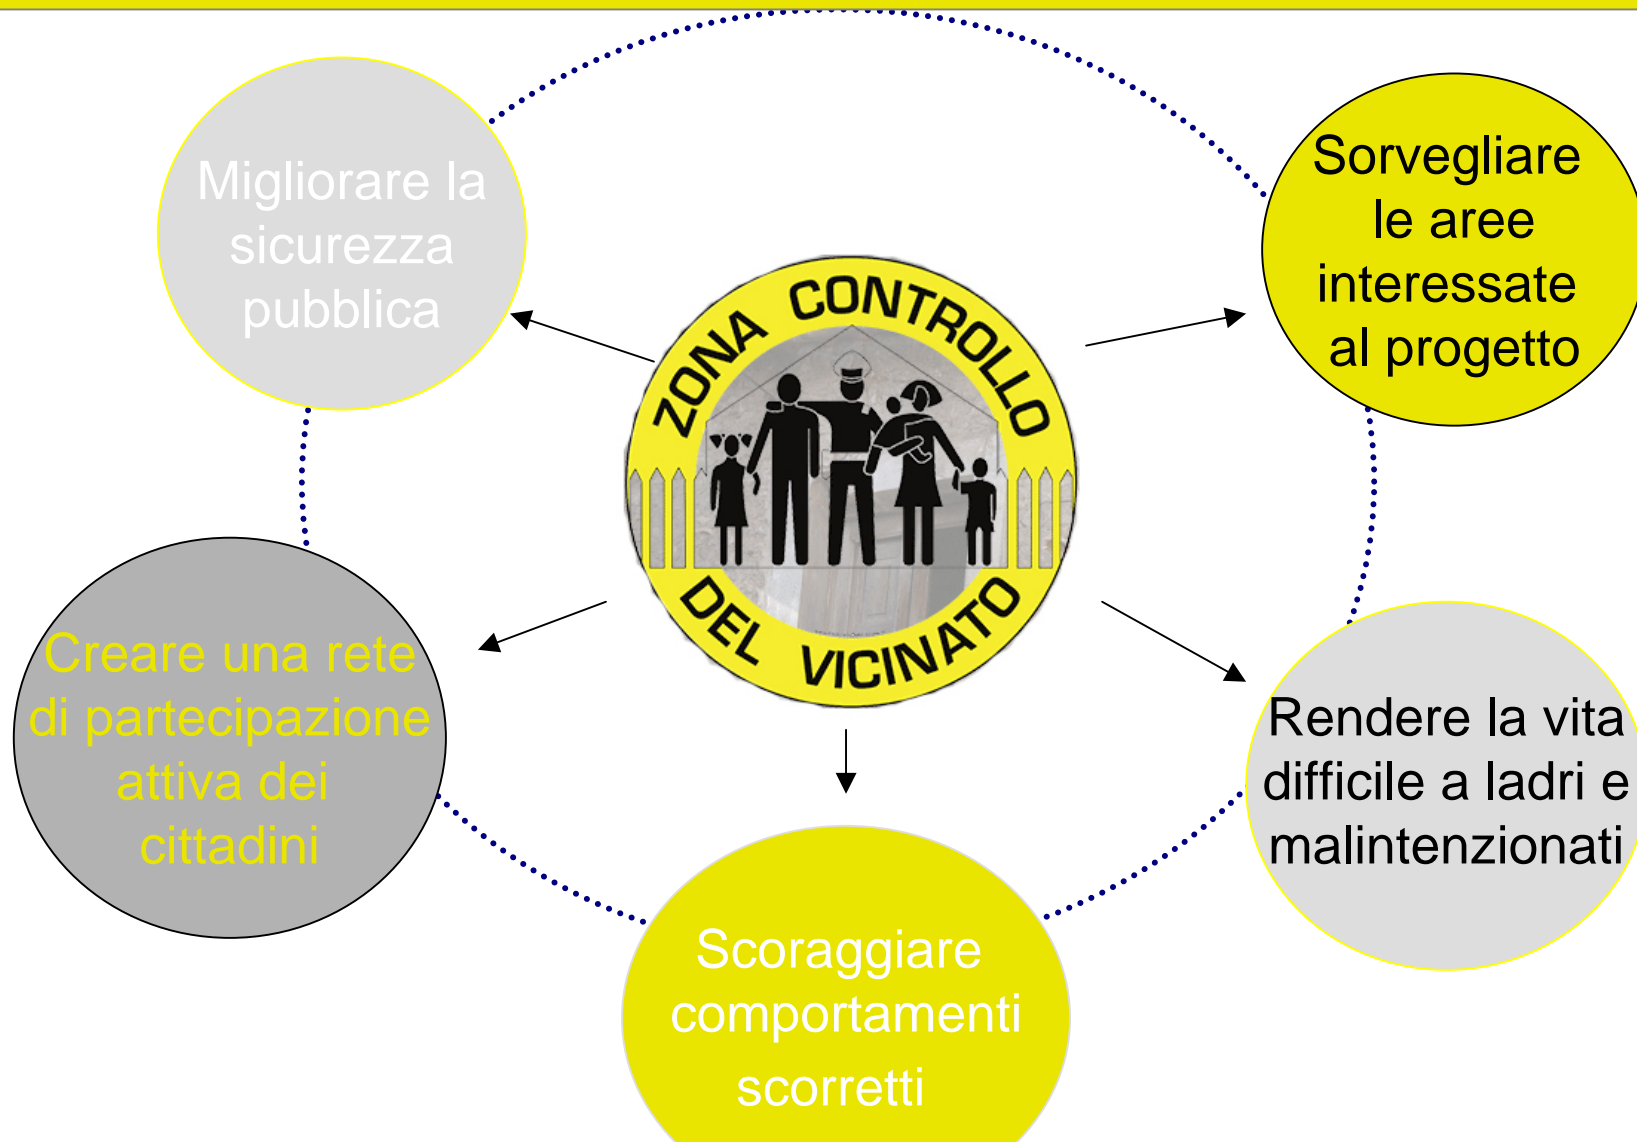 Migliorare la
sicurezza
pubblica
Sorvegliare
le aree
interessate
al progetto
ZONA CONTROLLO
DEL VICINATO
Creare una rete
di partecipazione
attiva dei
cittadini
Rendere la vita
difficile a ladri e
malintenzionati
Scoraggiare
comportamenti
scorretti